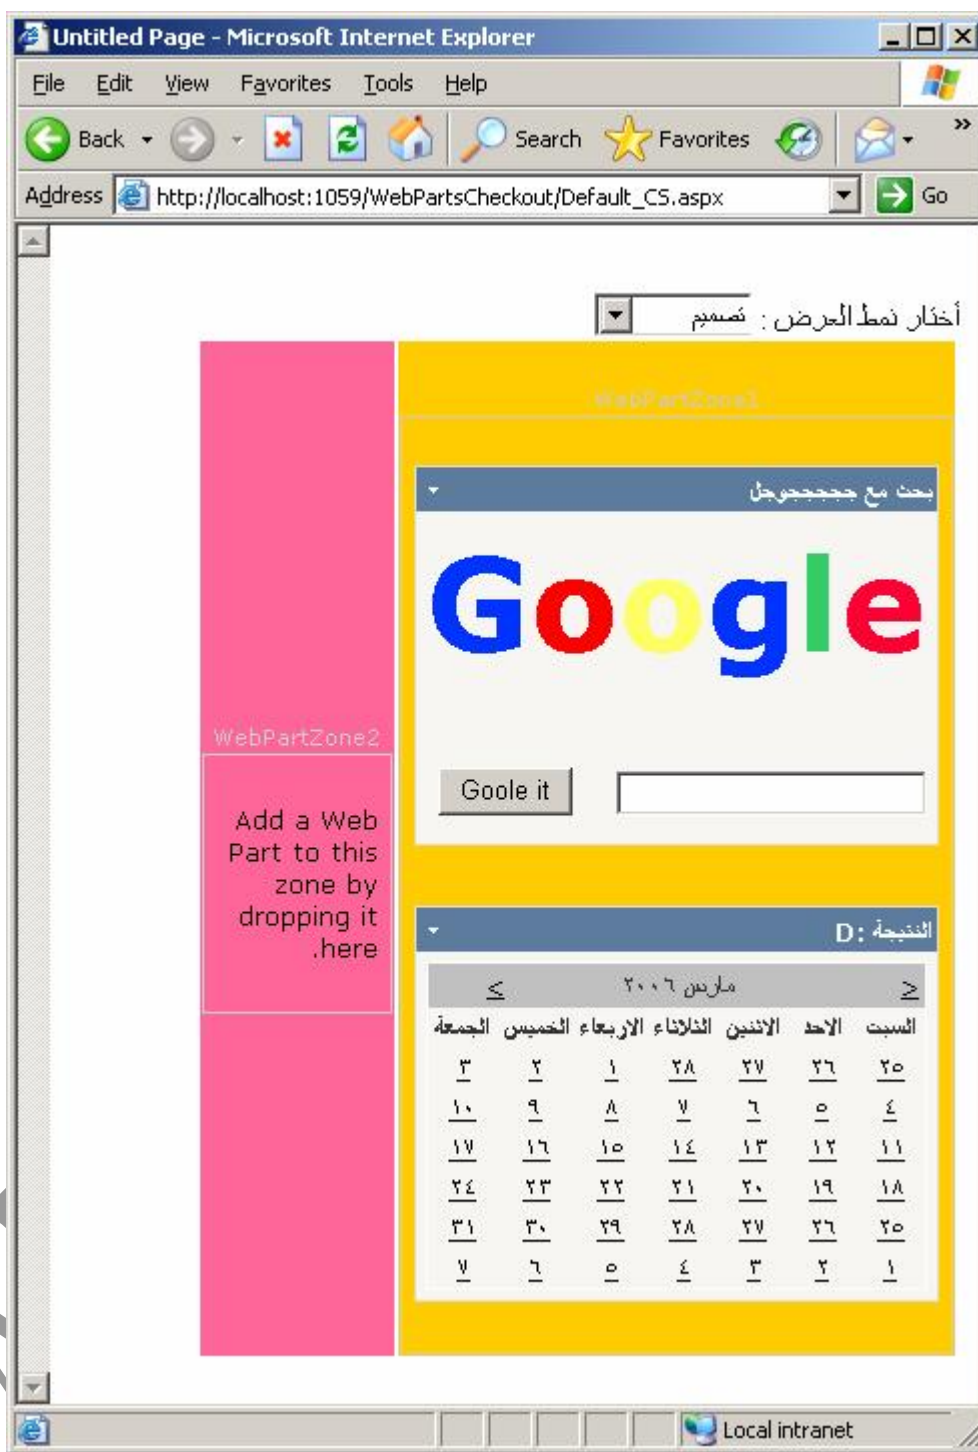 Untitled Page - Microsoft Internet Explorer
File Edit View Favorites Tools Help
Back Search Favorites »
Address http://localhost:1059/WebPartsCheckout/Default_CS.aspx Go
أختار نمط العرض : تصميم
WebPartZone1
بحث مع جججججوجل
Google
Goole it
النتيجة :D
< مارس ٢٠٠٦ >
السبت الاحد الاثنين الثلاثاء الاربعاء الخميس الجمعة
٢٥ ٢٦ ٢٧ ٢٨ ١ ٢ ٣
٤ ٥ ٦ ٧ ٨ ٩ ١٠
١١ ١٢ ١٣ ١٤ ١٥ ١٦ ١٧
١٨ ١٩ ٢٠ ٢١ ٢٢ ٢٣ ٢٤
٢٥ ٢٦ ٢٧ ٢٨ ٢٩ ٣٠ ٣١
١ ٢ ٣ ٤ ٥ ٦ ٧
WebPartZone2
Add a Web
Part to this
zone by
dropping it
.here
Local intranet